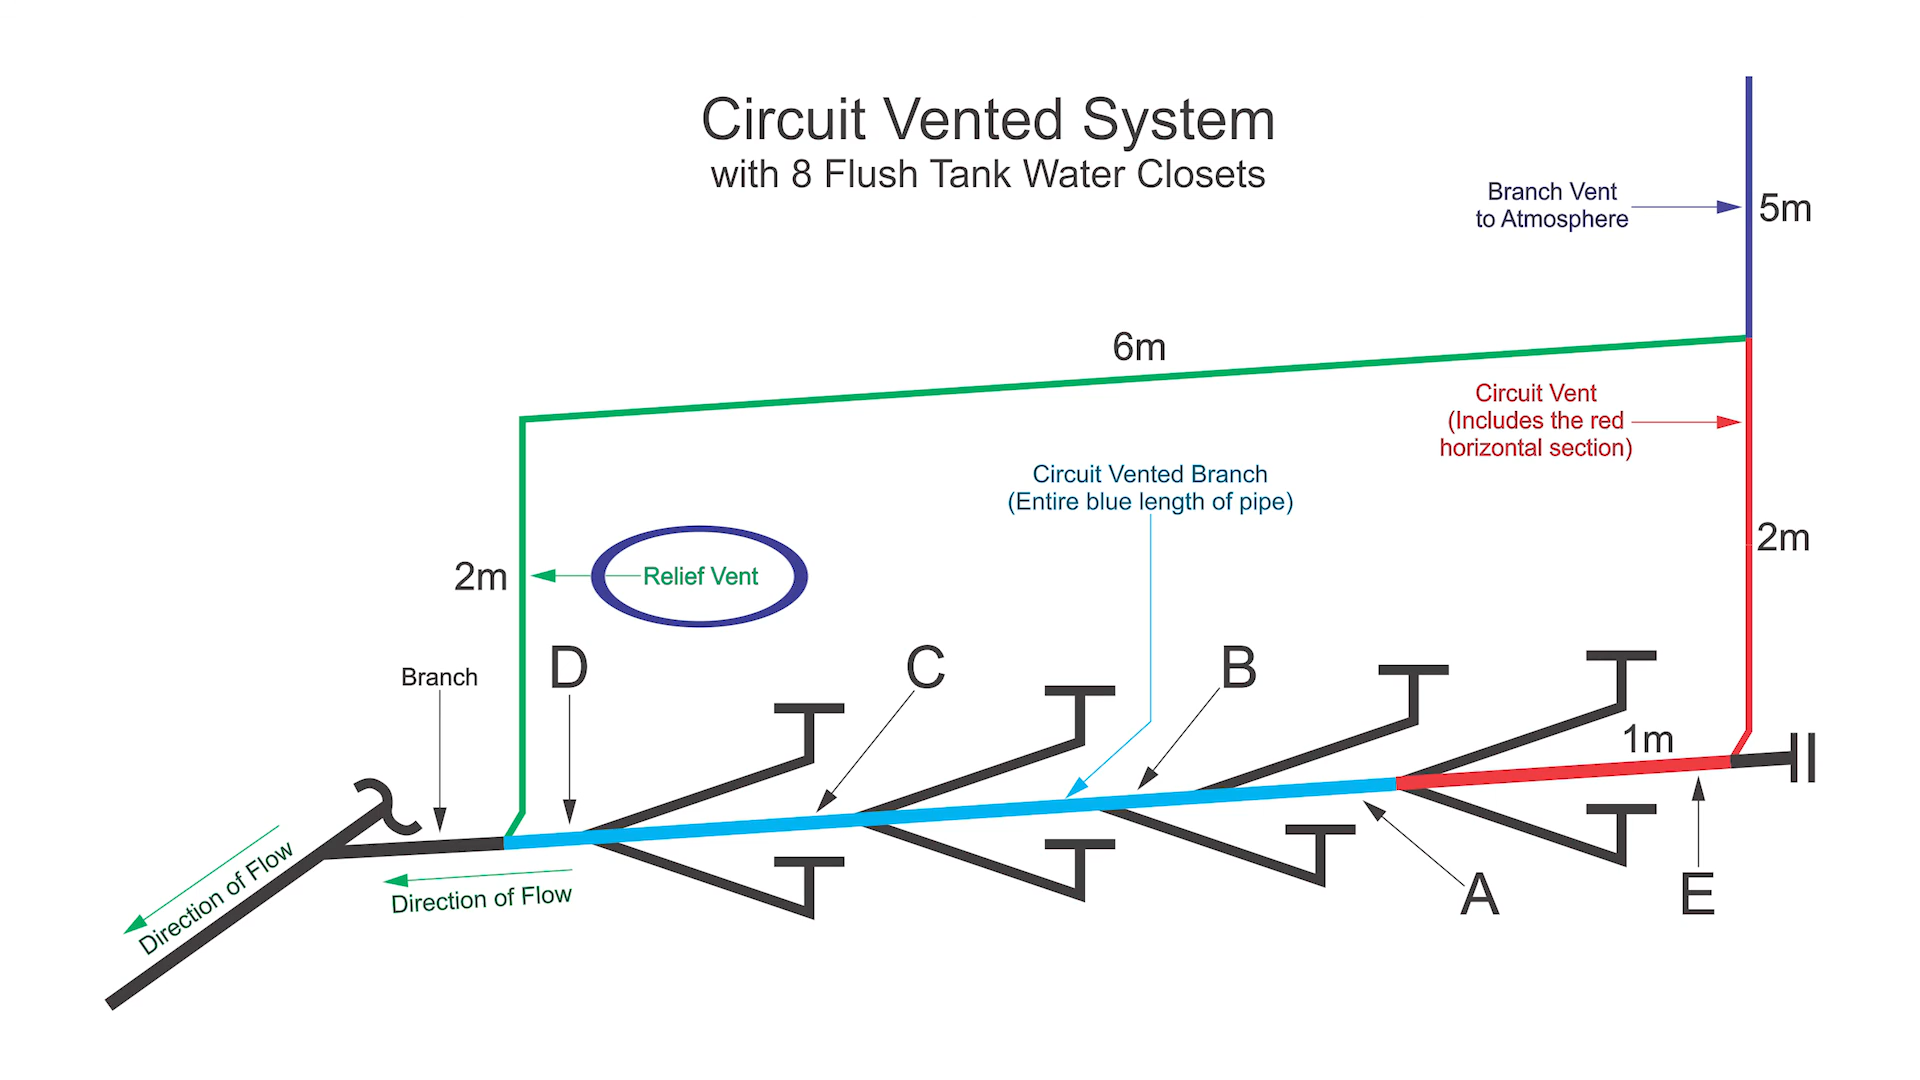 Circuit Vented System
with 8 Flush Tank Water Closets
Branch Vent
to Atmosphere
5m
6m
Circuit Vent
(Includes the red
horizontal section)
Circuit Vented Branch
(Entire blue length of pipe)
2m
2m
Relief Vent
Branch
D
C
B
1m
Direction of Flow
Direction of Flow
A
E